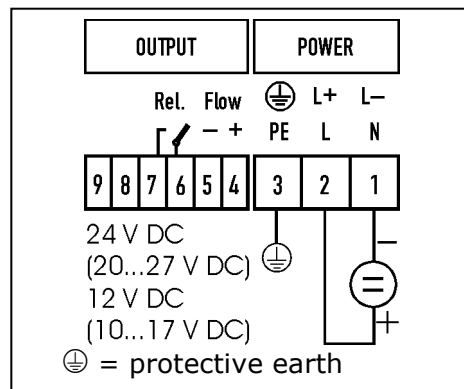 OUTPUT POWER
Rel. Flow L+ L–
– + PE L N
9 8 7 6 5 4 3 2 1
24 V DC
(20...27 V DC)
12 V DC
(10...17 V DC)
–
=
+
= protective earth